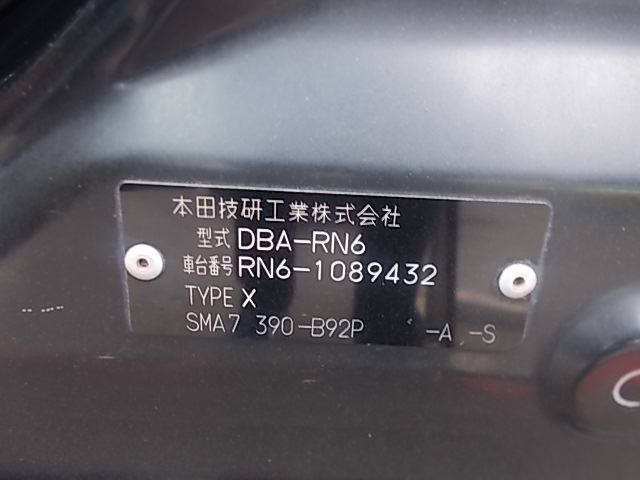 本田技研工業株式会社
型式 DBA-RN6
車台番号 RN6-1089432
TYPE X
SMA7 390-B92P -A -S